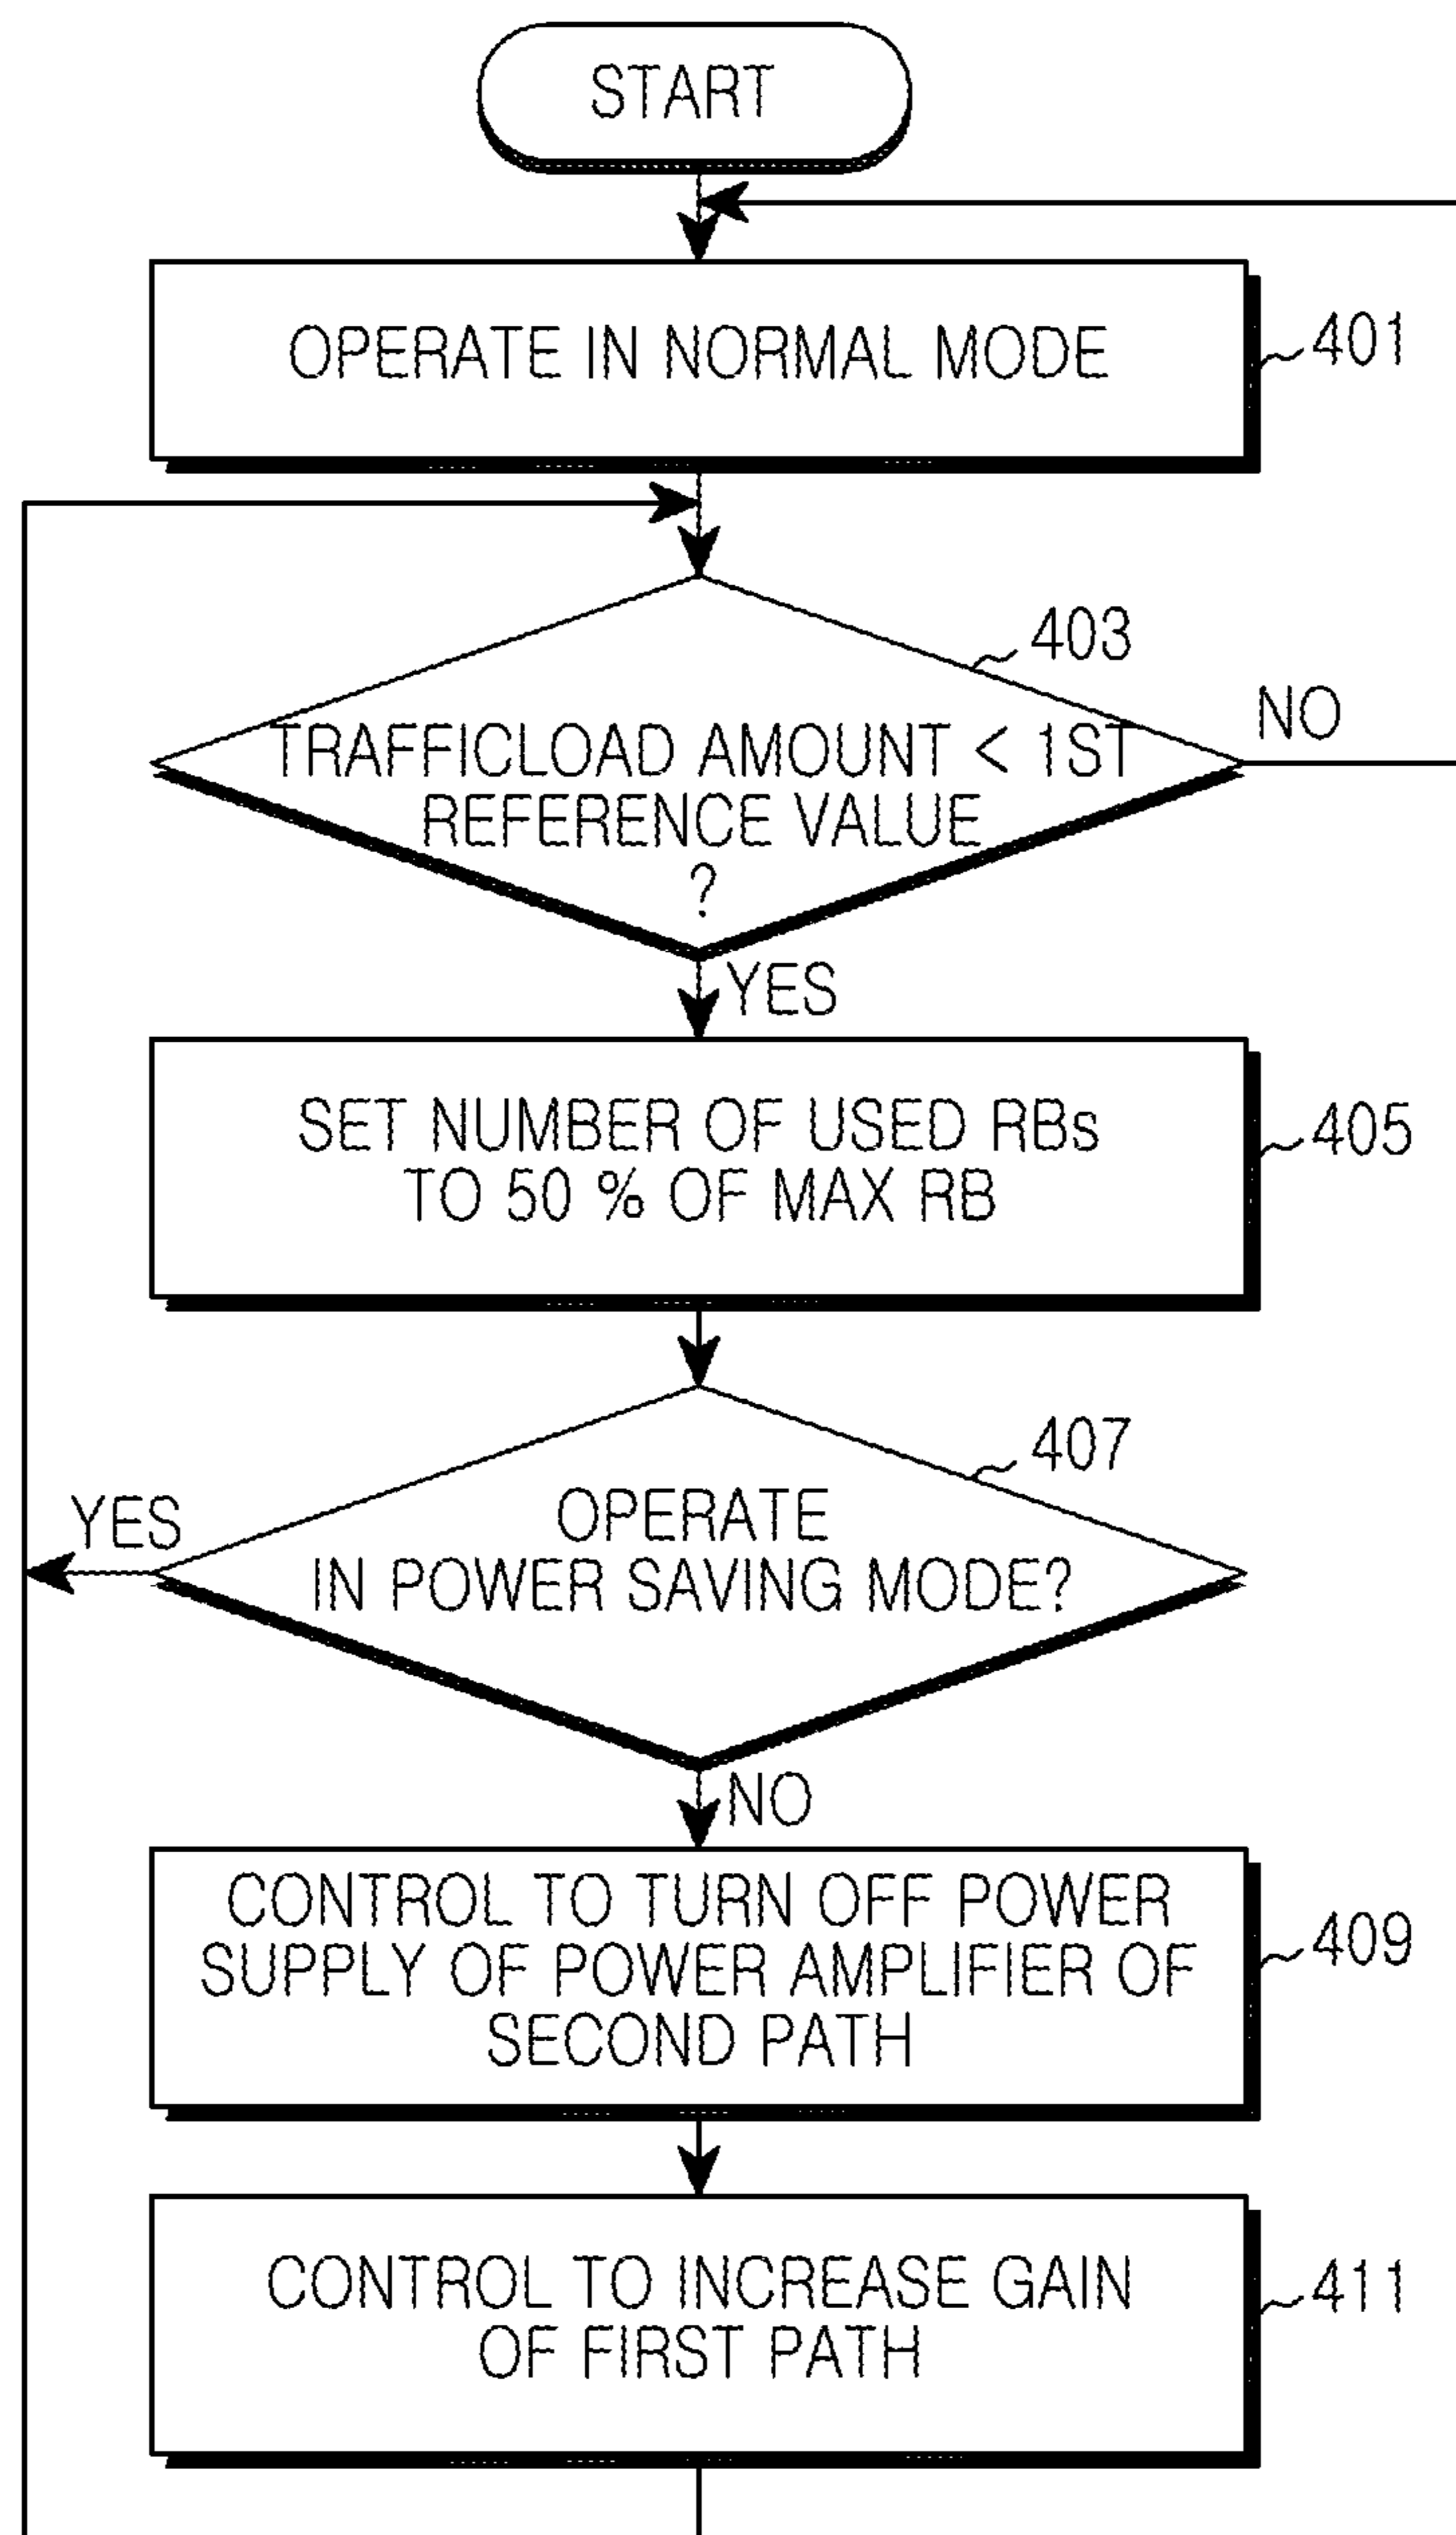 START
OPERATE IN NORMAL MODE
401
403
TRAFFICLOAD AMOUNT < 1ST
REFERENCE VALUE
?
NO
YES
SET NUMBER OF USED RBs
TO 50 % OF MAX RB
405
407
OPERATE
IN POWER SAVING MODE?
YES
NO
CONTROL TO TURN OFF POWER
SUPPLY OF POWER AMPLIFIER OF
SECOND PATH
409
CONTROL TO INCREASE GAIN
OF FIRST PATH
411